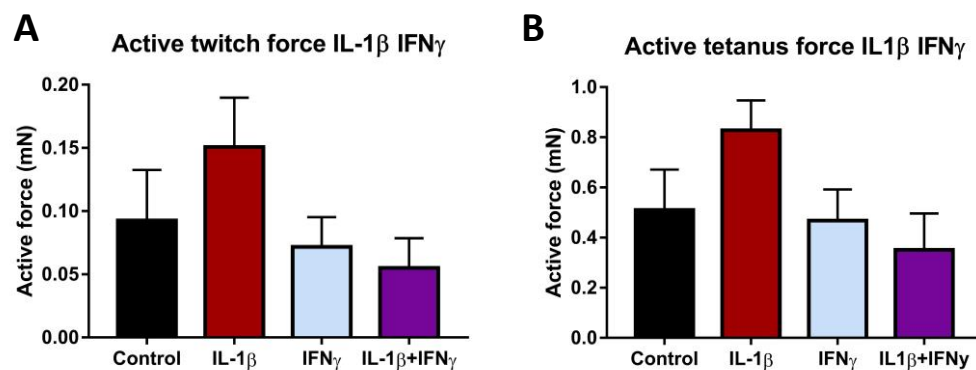 A
Active twitch force IL-1β IFNγ
Active force (mN)
0.20
0.15
0.10
0.05
0.00
Control IL-1β IFNγ IL-1β+IFNγ
B
Active tetanus force IL1β IFNγ
Active force (mN)
1.0
0.8
0.6
0.4
0.2
0.0
Control IL-1β IFNγ IL1β+IFNy